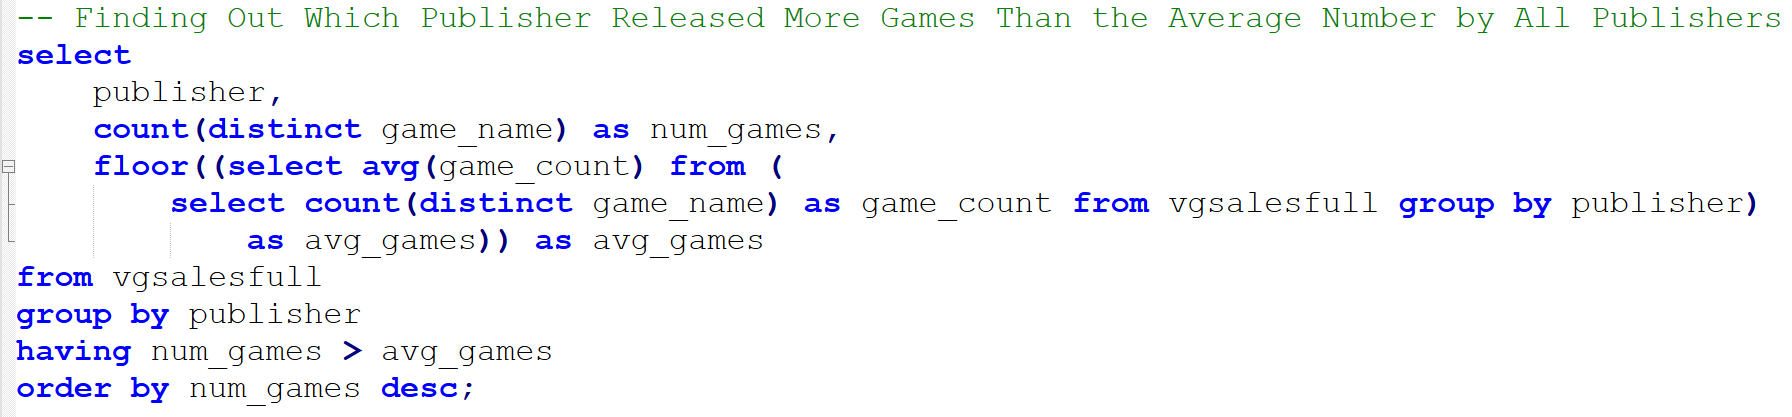 -- Finding Out Which Publisher Released More Games Than the Average Number by All Publishers
select
    publisher,
    count(distinct game_name) as num_games,
    floor((select avg(game_count) from (
        select count(distinct game_name) as game_count from vgsalesfull group by publisher)
            as avg_games)) as avg_games
from vgsalesfull
group by publisher
having num_games > avg_games
order by num_games desc;